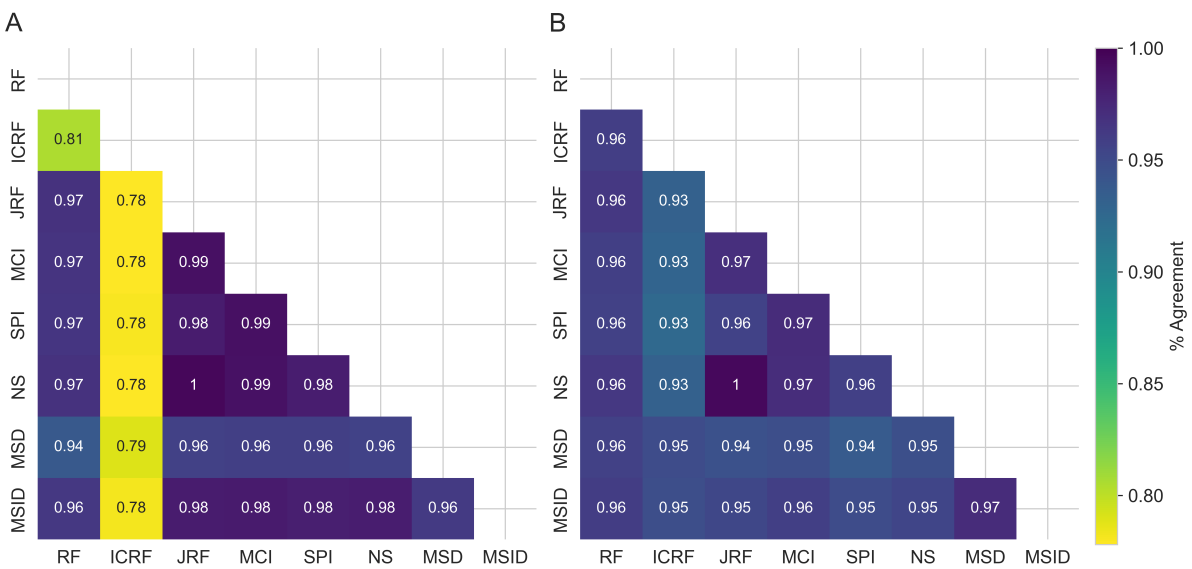 A
RF
ICRF 0.81
JRF 0.97 0.78
MCI 0.97 0.78 0.99
SPI 0.97 0.78 0.98 0.99
NS 0.97 0.78 1 0.99 0.98
MSD 0.94 0.79 0.96 0.96 0.96 0.96
MSID 0.96 0.78 0.98 0.98 0.98 0.98 0.96
RF ICRF JRF MCI SPI NS MSD MSID
B
RF
ICRF 0.96
JRF 0.96 0.93
MCI 0.96 0.93 0.97
SPI 0.96 0.93 0.96 0.97
NS 0.96 0.93 1 0.97 0.96
MSD 0.96 0.95 0.94 0.95 0.94 0.95
MSID 0.96 0.95 0.95 0.96 0.95 0.95 0.97
RF ICRF JRF MCI SPI NS MSD MSID
1.00
0.95
0.90
0.85
0.80
% Agreement